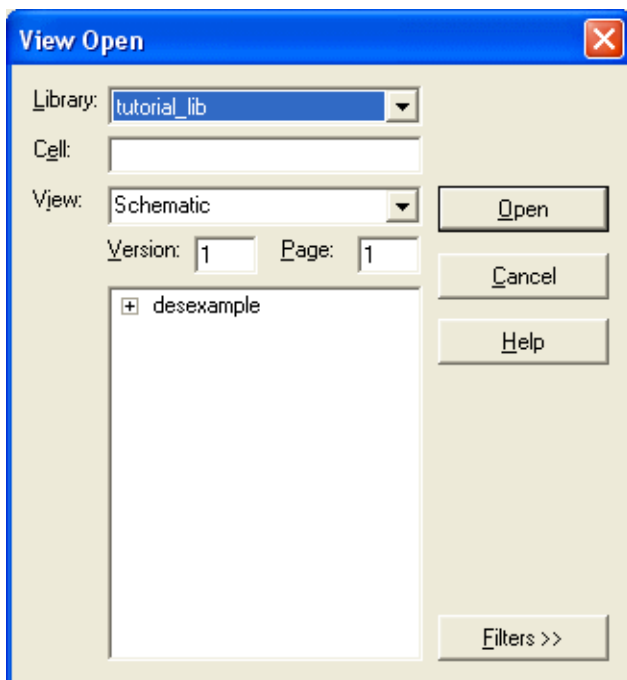 View Open
Library: tutorial_lib
Cell:
View: Schematic
Open
Version: 1 Page: 1
Cancel
desexample
Help
Filters >>